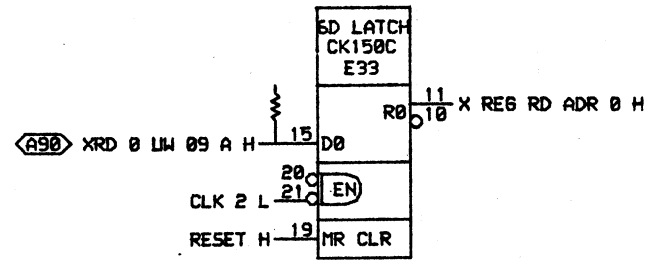 6D LATCH
CK150C
E33
11 X REG RD ADR 0 H
R0
10
A90 XRD 0 UW 09 A H 15 D0
20
EN
CLK 2 L 21
RESET H 19 MR CLR